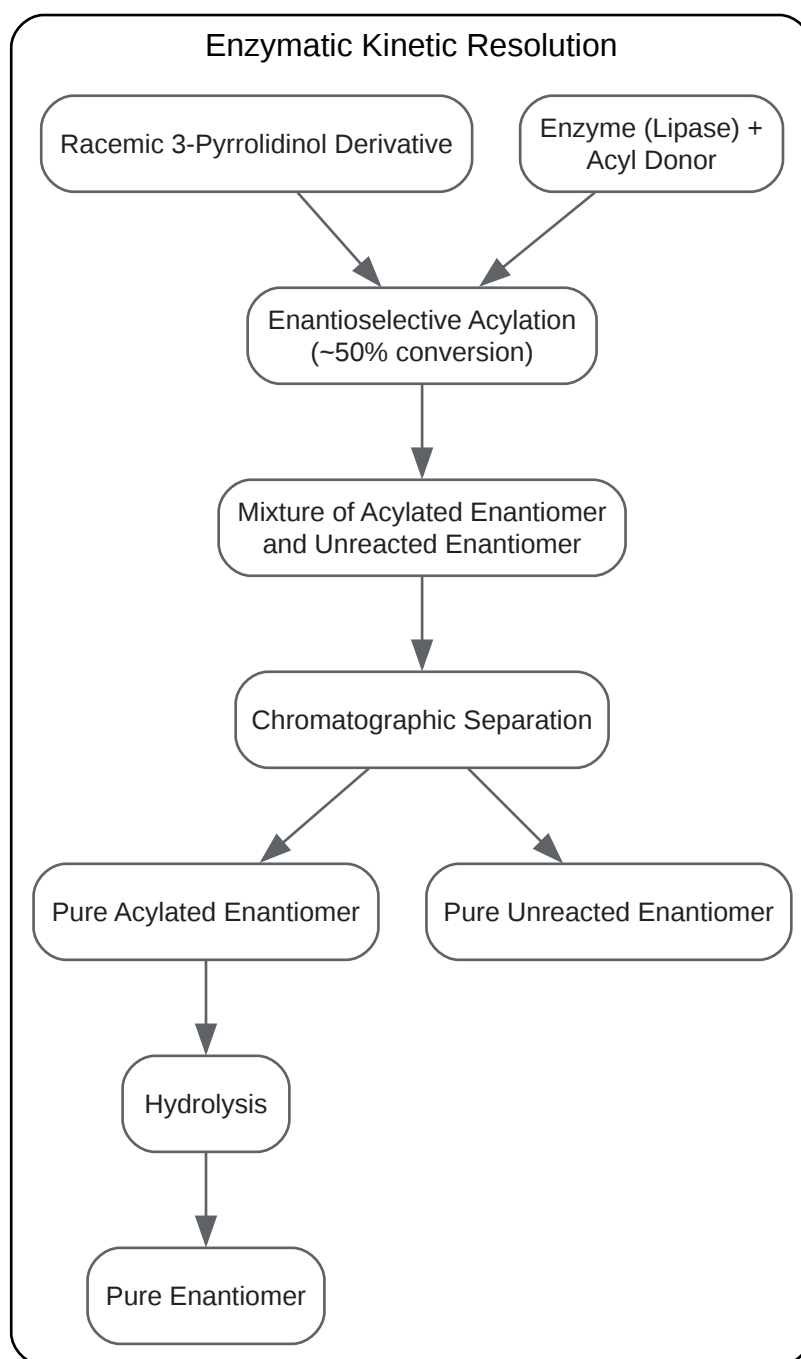 Enzymatic Kinetic Resolution
Racemic 3-Pyrrolidinol Derivative
Enzyme (Lipase) +
Acyl Donor
Enantioselective Acylation
(~50% conversion)
Mixture of Acylated Enantiomer
and Unreacted Enantiomer
Chromatographic Separation
Pure Acylated Enantiomer
Pure Unreacted Enantiomer
Hydrolysis
Pure Enantiomer